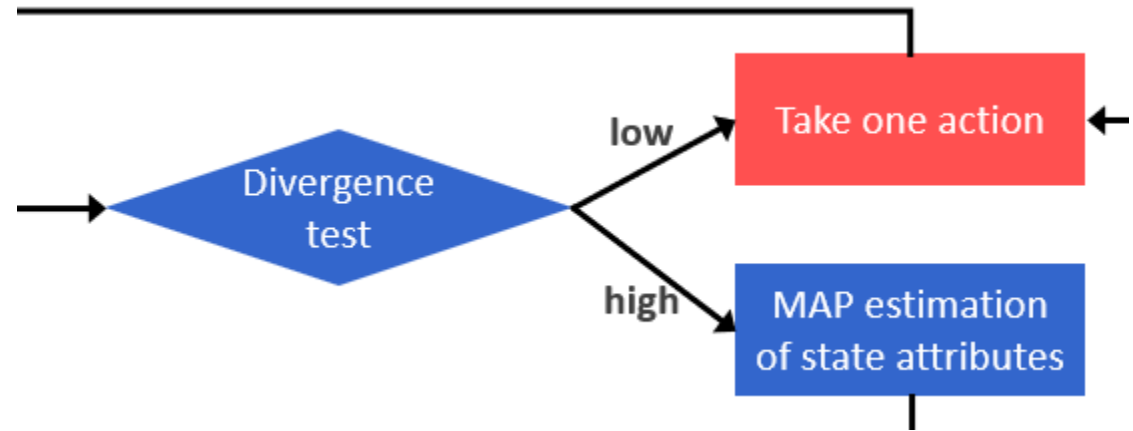 Divergence
test
low
high
Take one action
MAP estimation
of state attributes